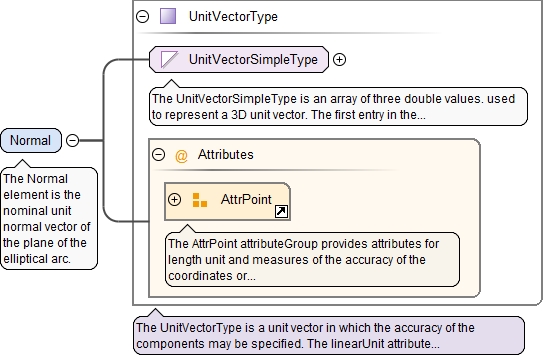 UnitVectorType
UnitVectorSimpleType
The UnitVectorSimpleType is an array of three double values. used
to represent a 3D unit vector. The first entry in the...
Normal
The Normal
element is the
nominal unit
normal vector of
the plane of the
elliptical arc.
@ Attributes
AttrPoint
The AttrPoint attributeGroup provides attributes for
length unit and measures of the accuracy of the
coordinates or...
The UnitVectorType is a unit vector in which the accuracy of the
components may be specified. The linearUnit attribute...